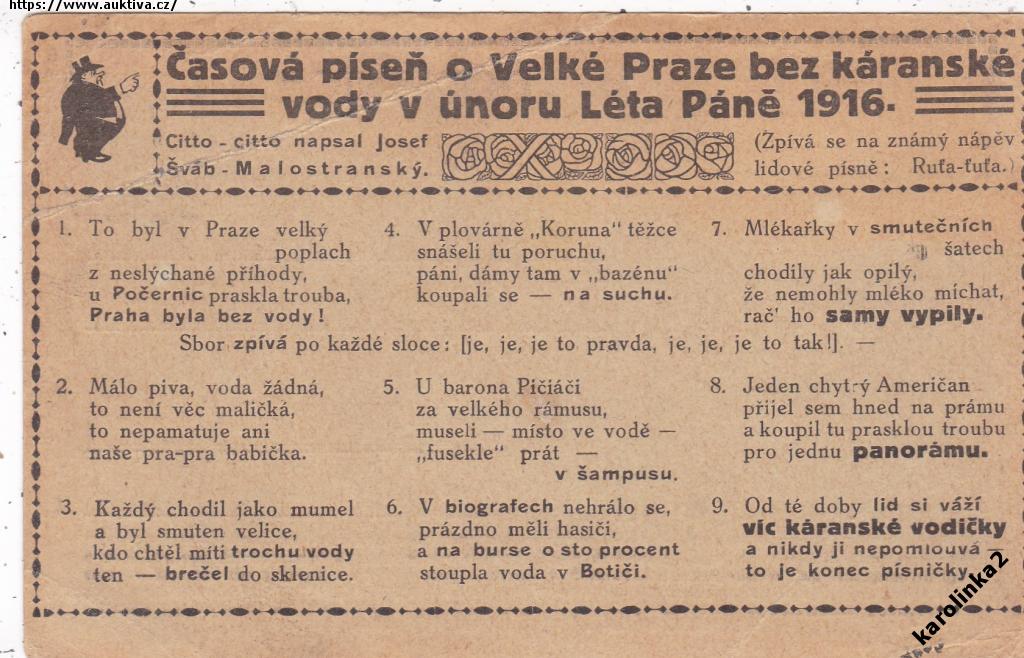 https://www.auktiva.cz/
Časová píseň o Velké Praze bez káranské
vody v únoru Léta Páně 1916.
Citto - citto napsal Josef
Šváb - Malostranský.
(Zpívá se na známý nápěv
lidové písně: Ruťa-ťuťa.)
1. To byl v Praze velký
poplach
z neslýchané příhody,
u Počernic praskla trouba,
Praha byla bez vody!
4. V plovárně „Koruna" těžce
snášeli tu poruchu,
páni, dámy tam v „bazénu"
koupali se — na suchu.
7. Mlékařky v smutečních
šatech
chodily jak opilý,
že nemohly mléko míchat,
rač' ho samy vypily.
Sbor zpívá po každé sloce: [je, je, je to pravda, je, je, je to tak!]. —
2. Málo piva, voda žádná,
to není věc maličká,
to nepamatuje ani
naše pra-pra babička.
5. U barona Pičiáči
za velkého rámusu,
museli — místo ve vodě —
„fusekle" prát —
v šampusu.
8. Jeden chytrý Američan
přijel sem hned na prámu
a koupil tu prasklou troubu
pro jednu panorámu.
3. Každý chodil jako mumel
a byl smuten velice,
kdo chtěl míti trochu vody
ten — brečel do sklenice.
6. V biografech nehrálo se,
prázdno měli hasiči,
a na burse o sto procent
stoupla voda v Botiči.
9. Od té doby lid si váží
víc káranské vodičky
a nikdy ji nepomlouvá —
to je konec písničky.
karolinka2